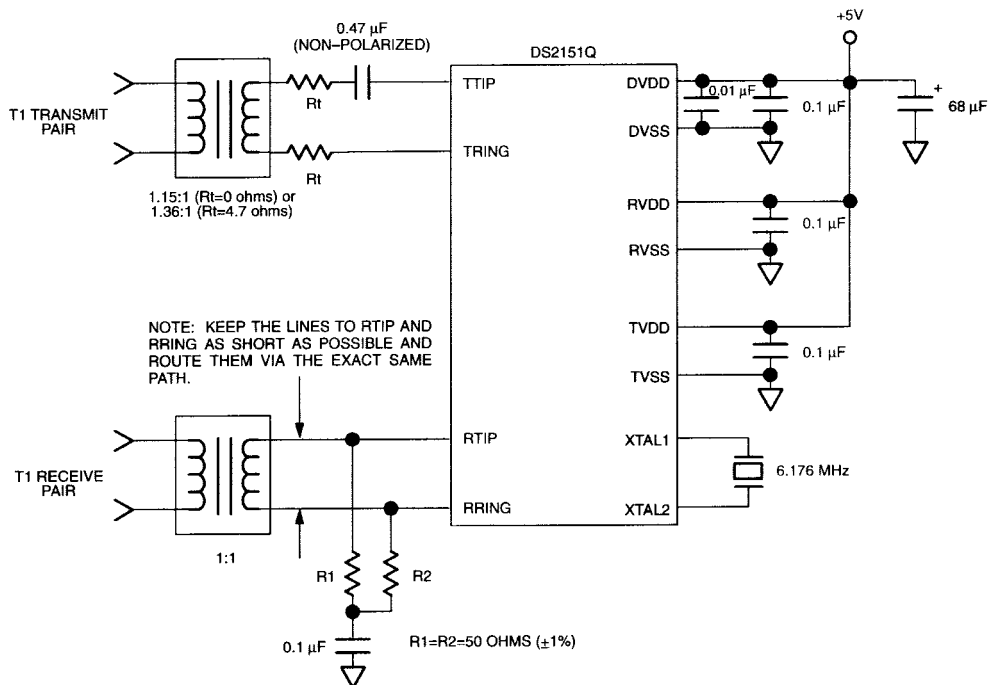 0.47 µF
(NON–POLARIZED)
DS2151Q
+5V
T1 TRANSMIT
PAIR
Rt
Rt
1.15:1 (Rt=0 ohms) or
1.36:1 (Rt=4.7 ohms)
TTIP
TRING
DVDD
DVSS
0.01 µF
0.1 µF
+
68 µF
RVDD
RVSS
0.1 µF
TVDD
TVSS
0.1 µF
NOTE: KEEP THE LINES TO RTIP AND
RRING AS SHORT AS POSSIBLE AND
ROUTE THEM VIA THE EXACT SAME
PATH.
T1 RECEIVE
PAIR
1:1
RTIP
RRING
XTAL1
XTAL2
6.176 MHz
R1
R2
0.1 µF
R1=R2=50 OHMS (±1%)